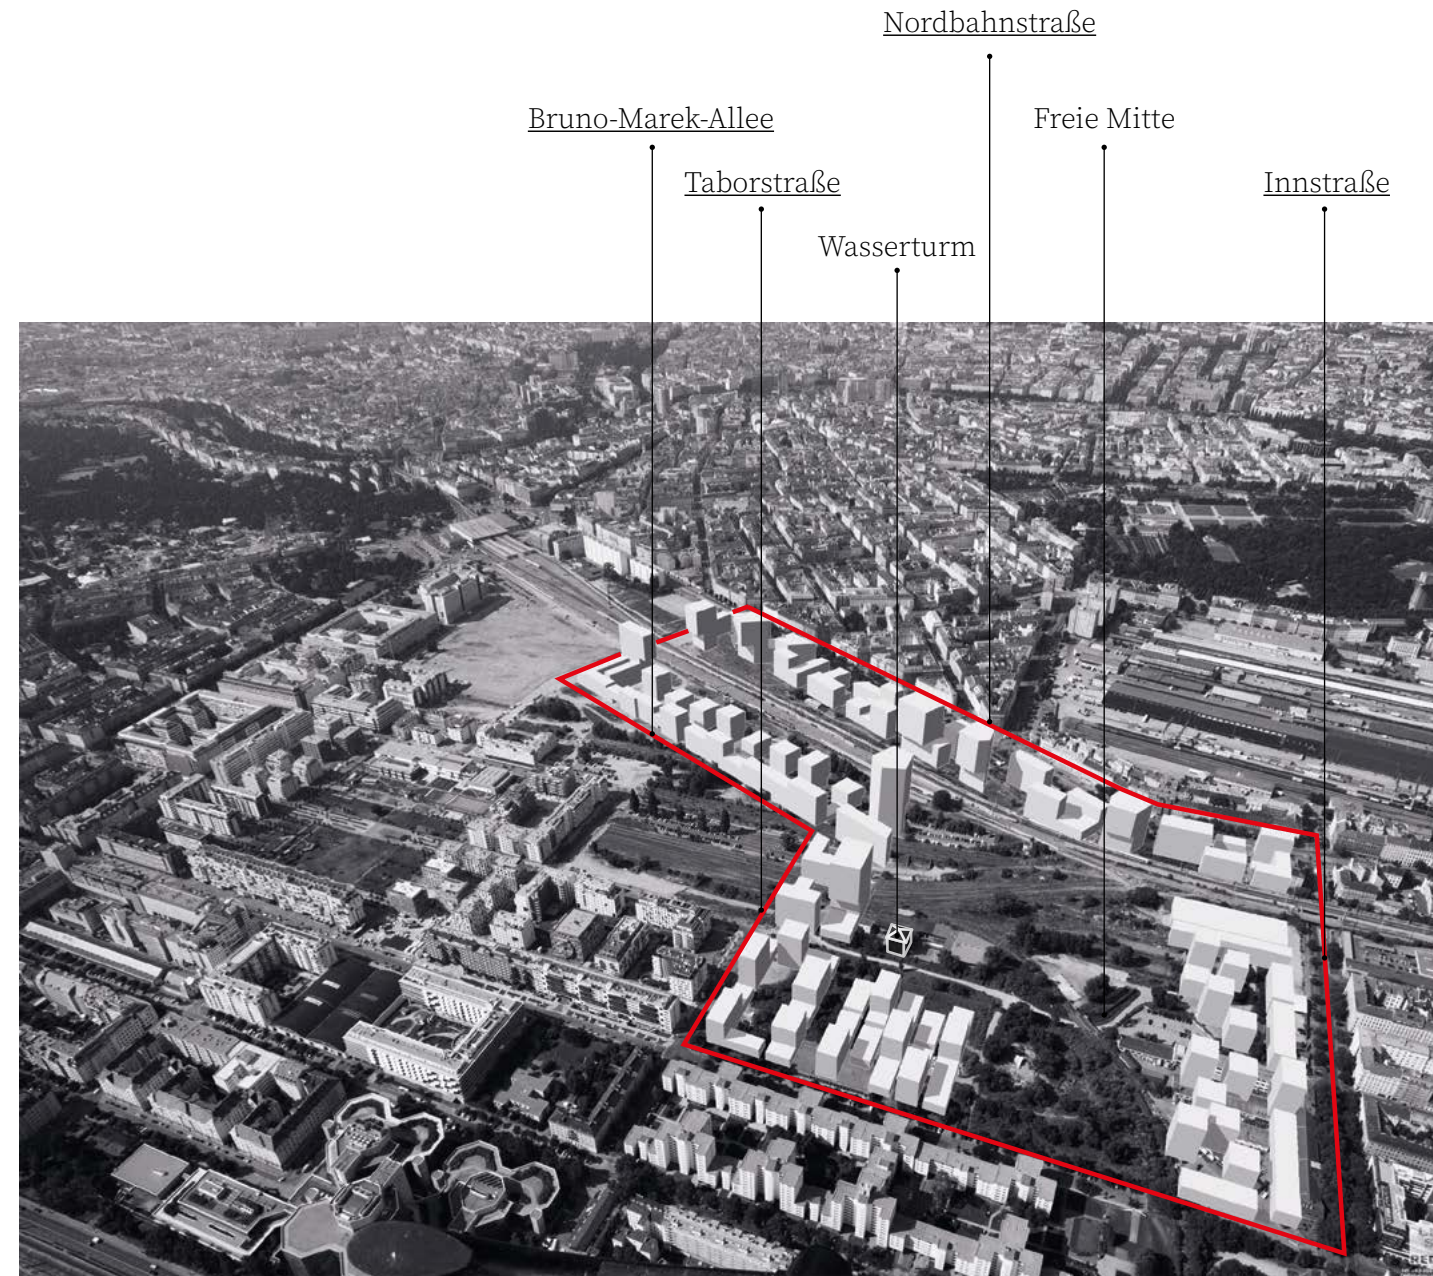 Nordbahnstraße
Bruno-Marek-Allee
Freie Mitte
Taborstraße
Innstraße
Wasserturm